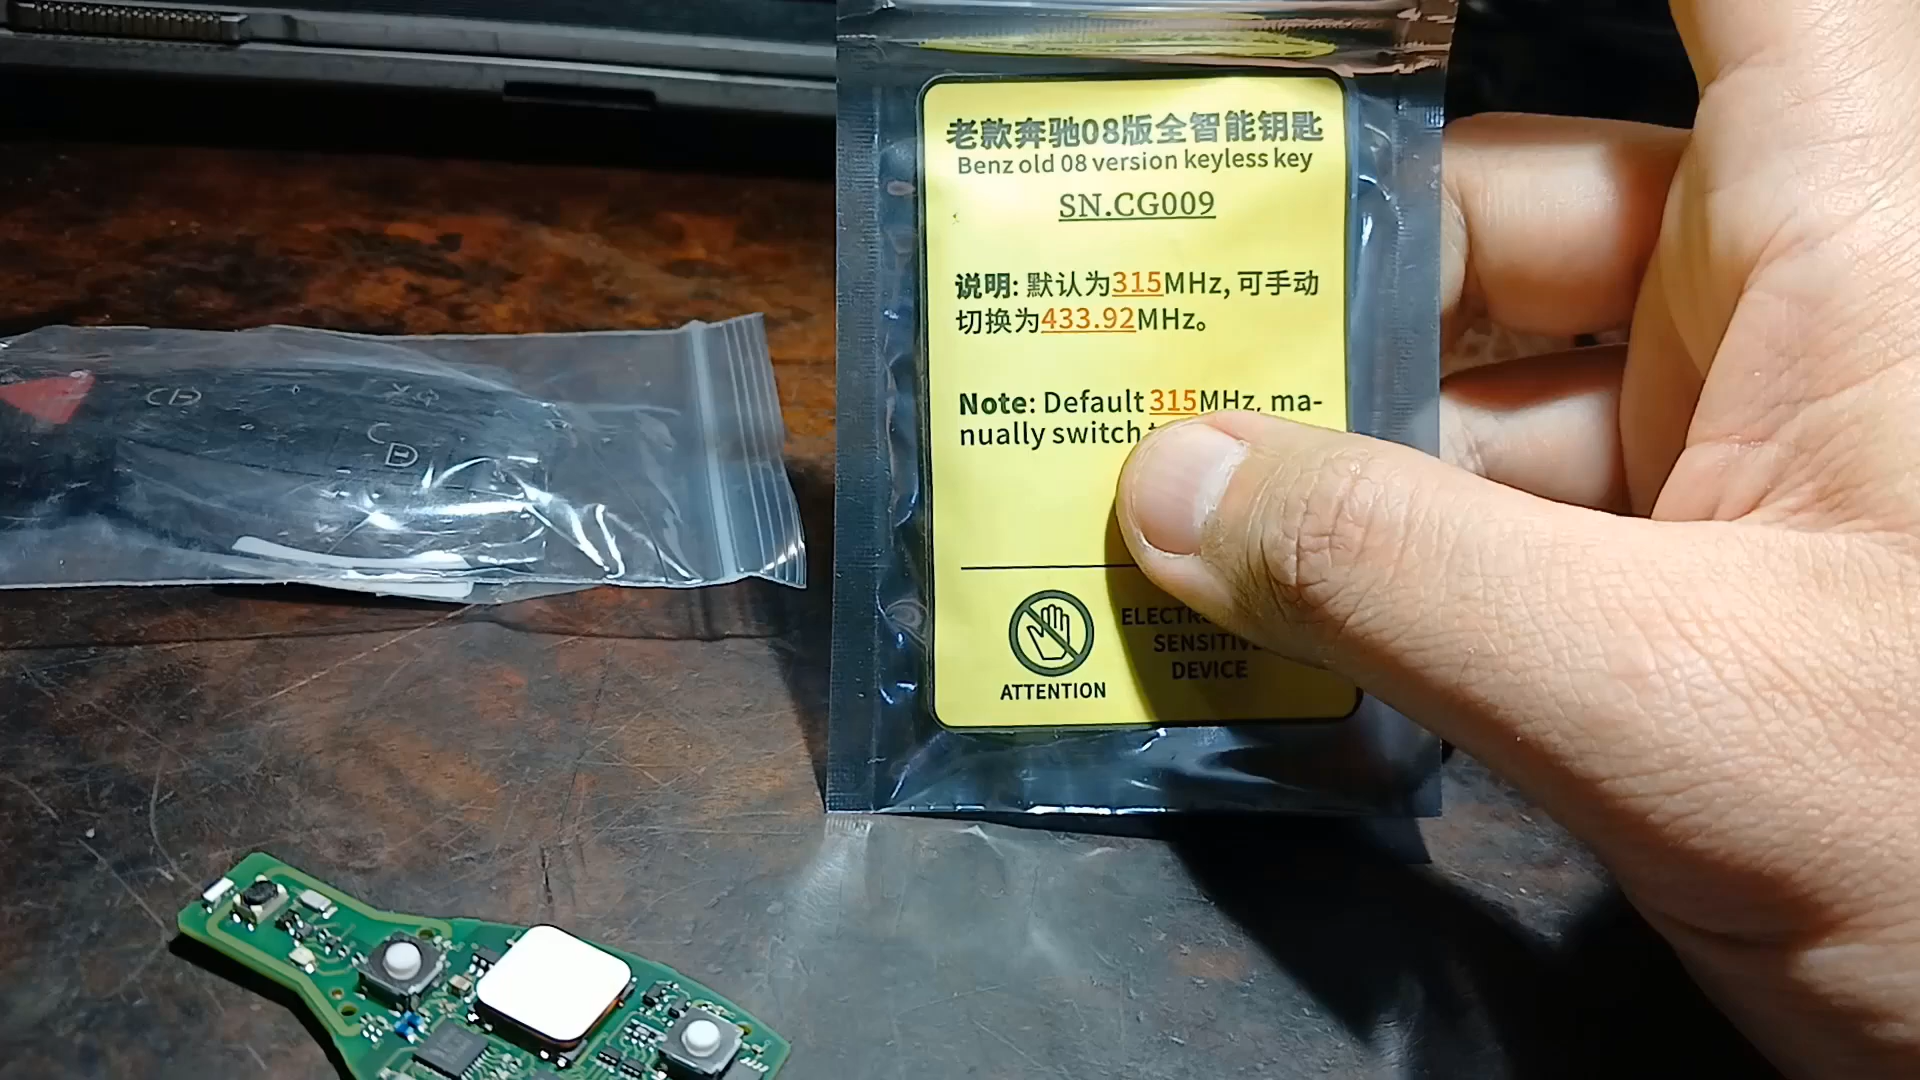 老款奔驰08版全智能钥匙
Benz old 08 version keyless key
SN.CG009
说明: 默认为315MHz, 可手动
切换为433.92MHz。
Note: Default 315MHz, ma-
nually switch
SENSITIVE
DEVICE
ATTENTION